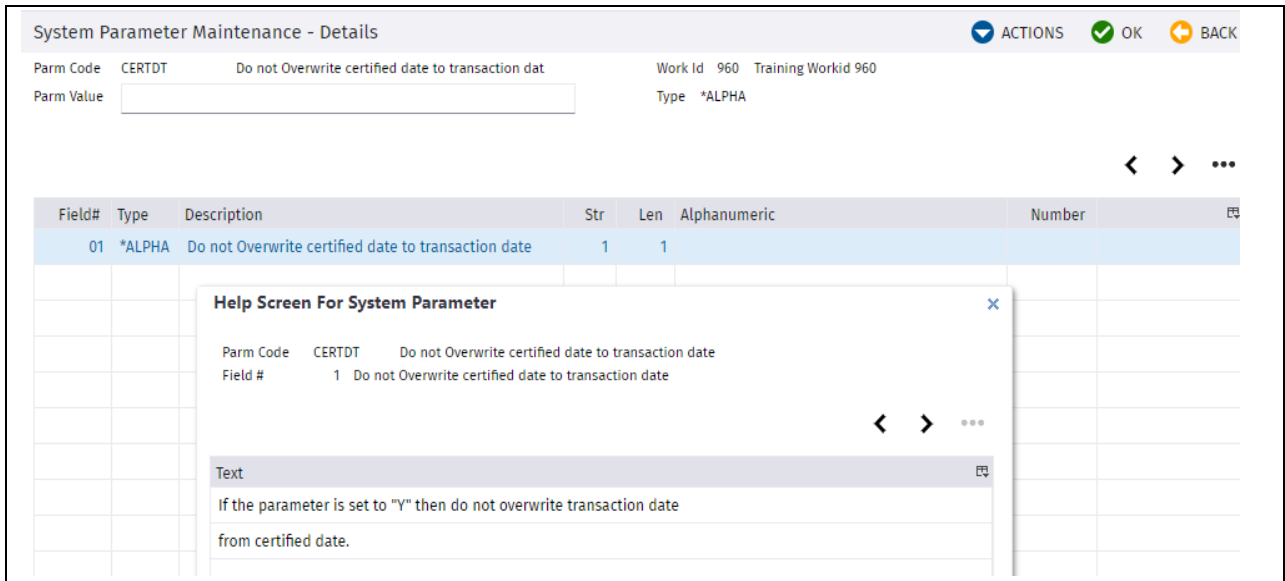 System Parameter Maintenance - Details ACTIONS OK BACK
Parm Code CERTDT Do not Overwrite certified date to transaction dat Work Id 960 Training Workid 960
Parm Value Type *ALPHA
Field# Type Description Str Len Alphanumeric Number
01 *ALPHA Do not Overwrite certified date to transaction date 1 1
Help Screen For System Parameter
Parm Code CERTDT Do not Overwrite certified date to transaction date
Field # 1 Do not Overwrite certified date to transaction date
Text
If the parameter is set to "Y" then do not overwrite transaction date
from certified date.